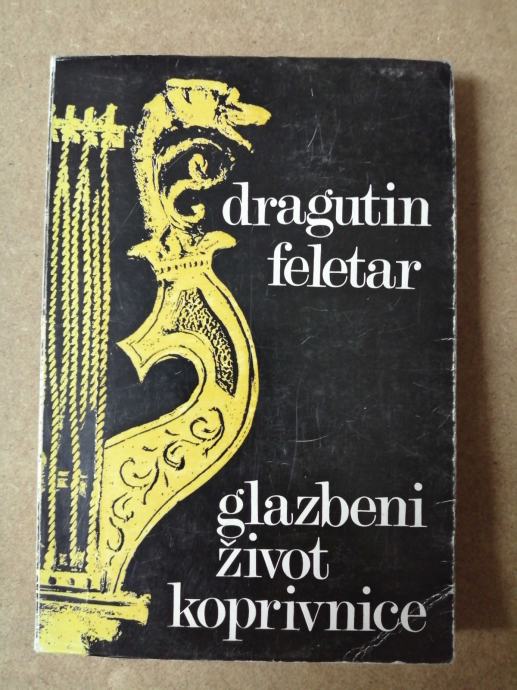 dragutin
feletar
glazbeni
život
koprivnice